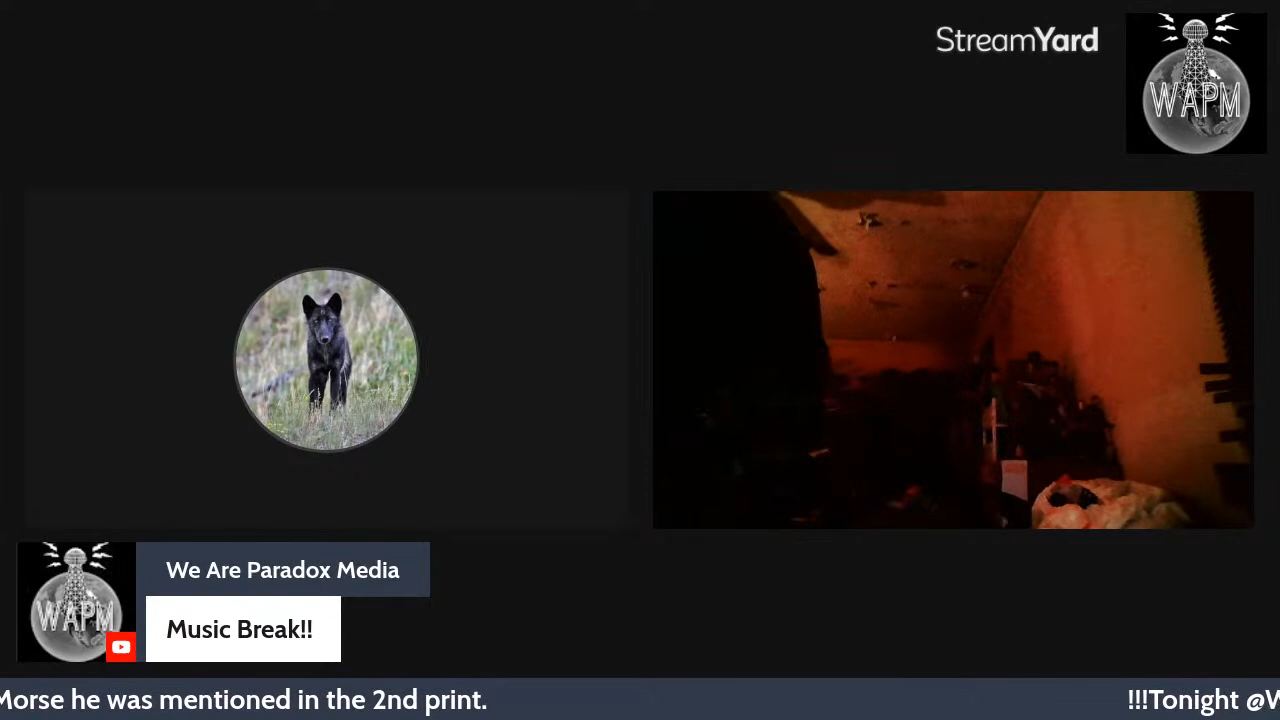 StreamYard
WAPM
We Are Paradox Media
WAPM
Music Break!!
Morse he was mentioned in the 2nd print.
!!!Tonight